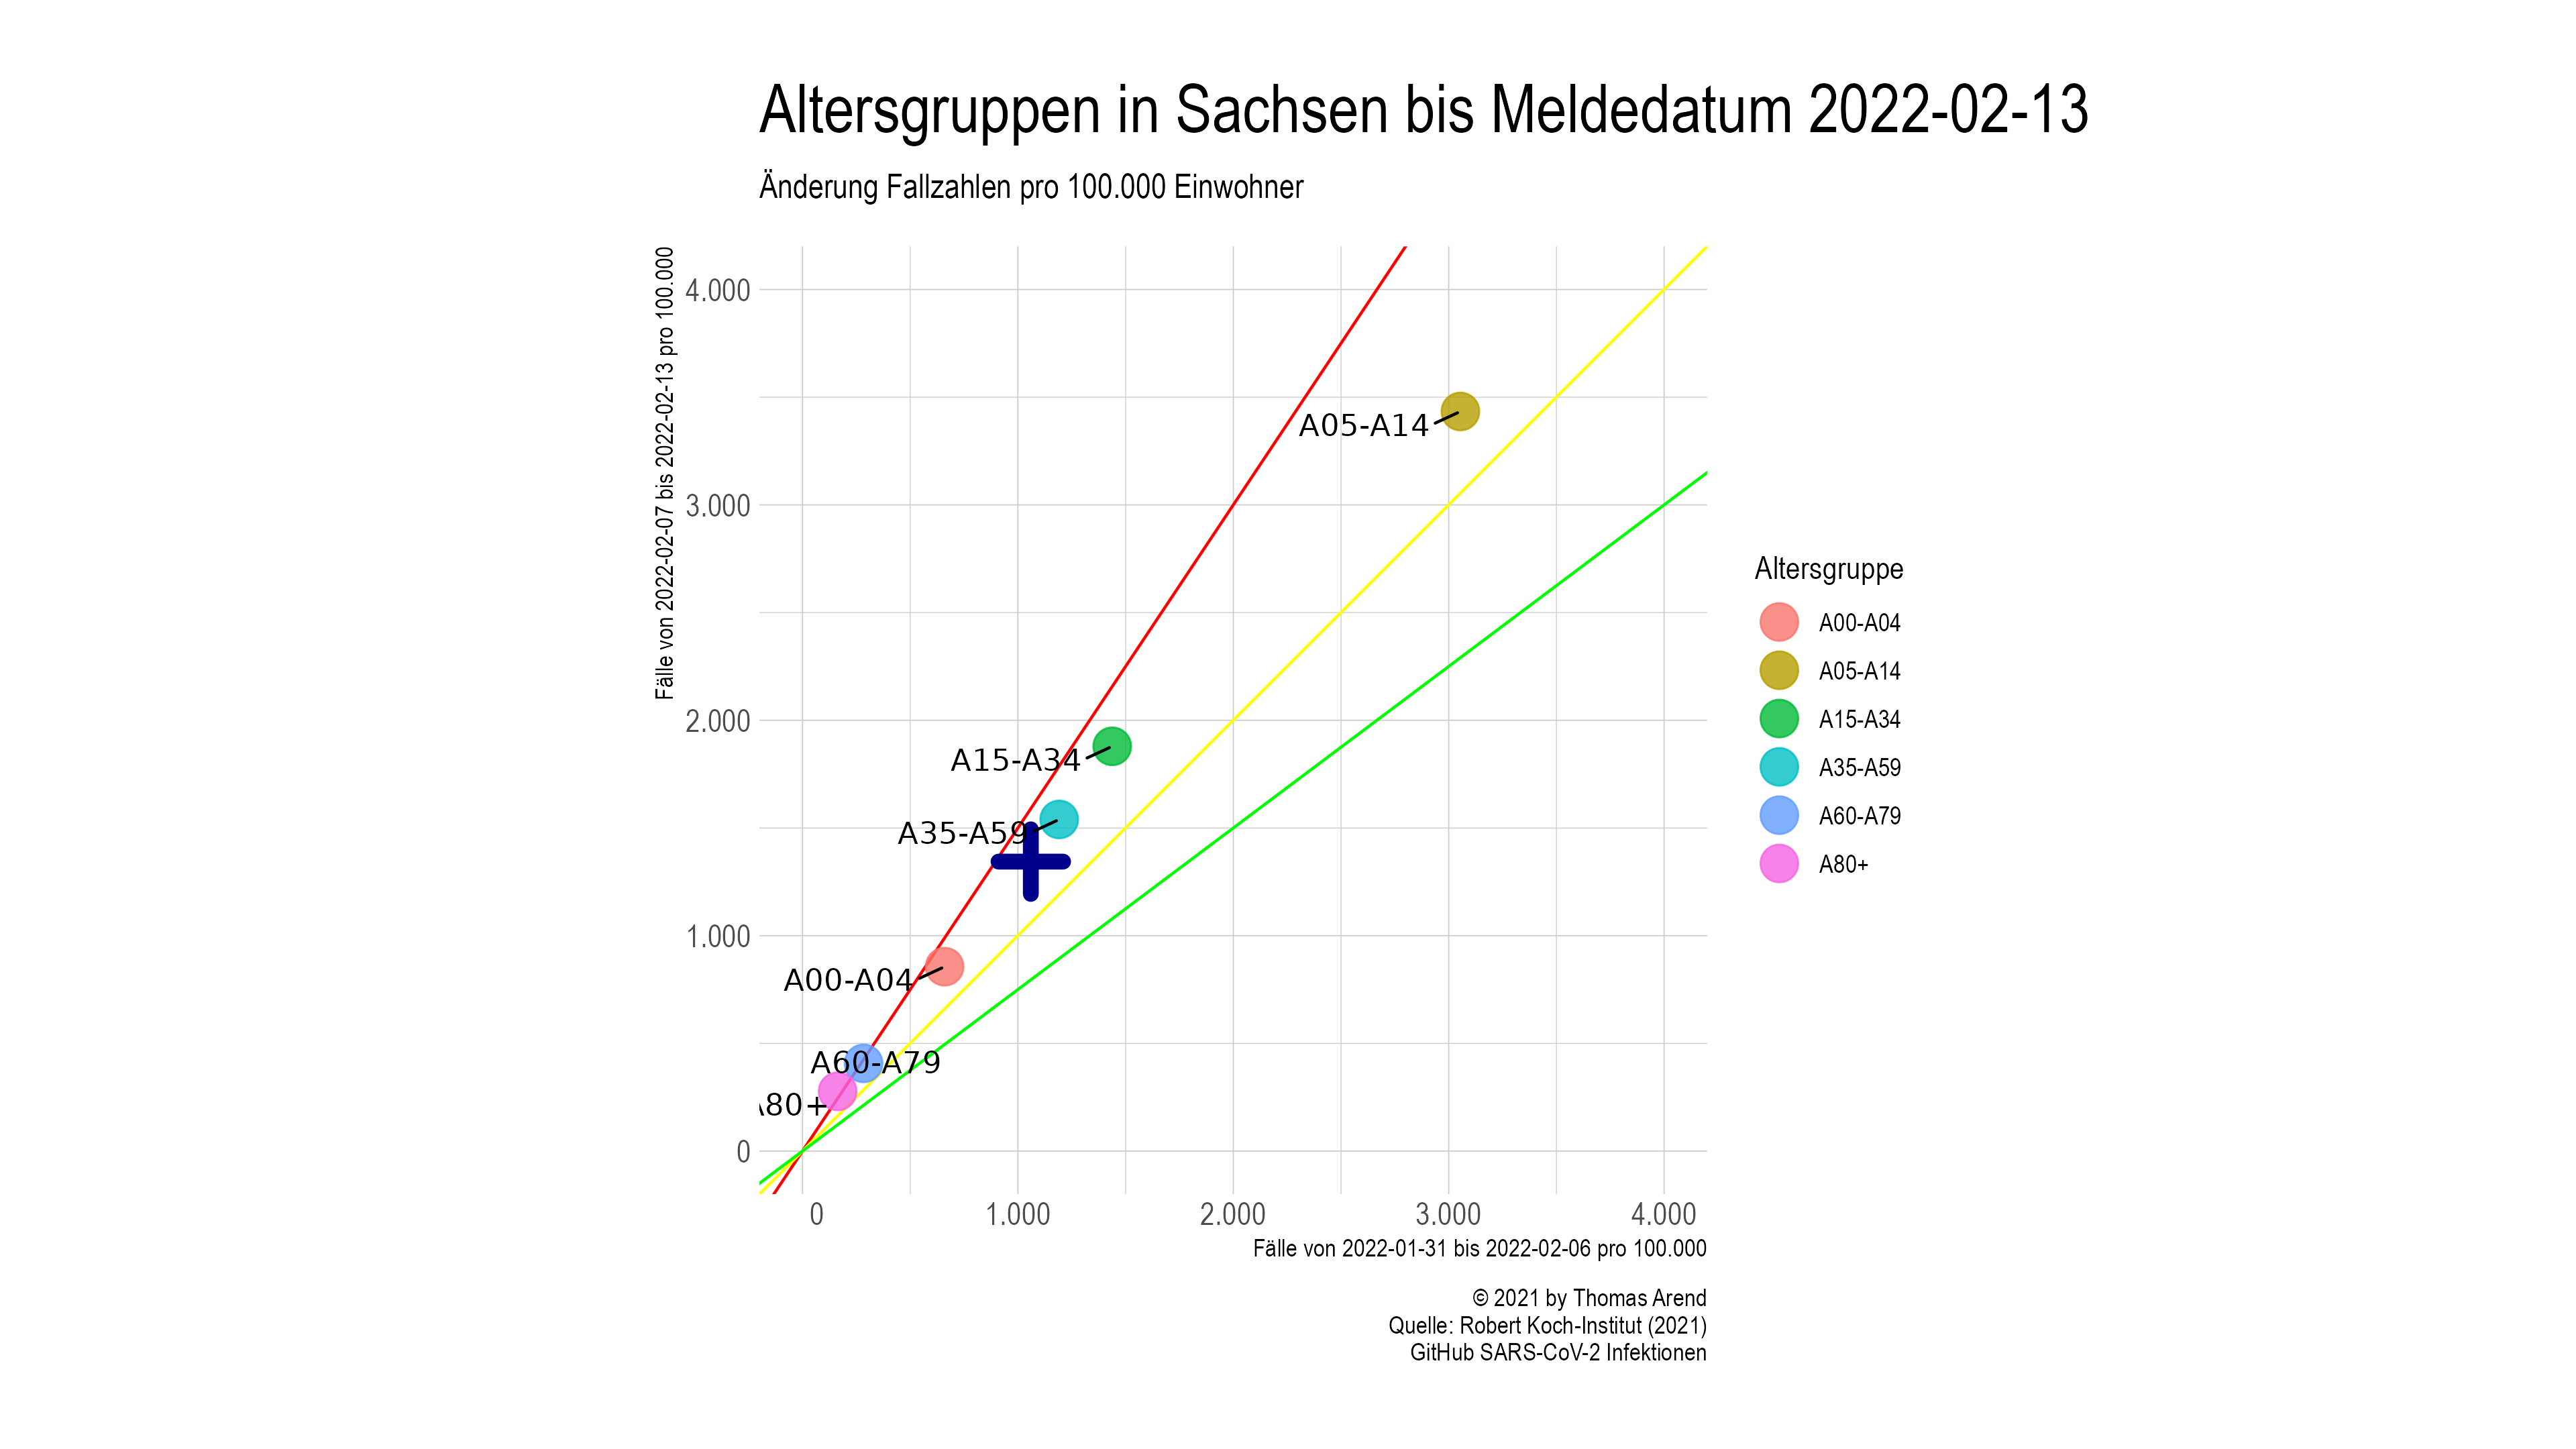 Altersgruppen in Sachsen bis Meldedatum 2022-02-13
Änderung Fallzahlen pro 100.000 Einwohner
Fälle von 2022-02-07 bis 2022-02-13 pro 100.000
4.000
3.000
2.000
1.000
0
A05-A14
A15-A34
A35-A59
A00-A04
A60-A79
A80+
0
1.000
2.000
3.000
4.000
Fälle von 2022-01-31 bis 2022-02-06 pro 100.000
Altersgruppe
A00-A04
A05-A14
A15-A34
A35-A59
A60-A79
A80+
© 2021 by Thomas Arend
Quelle: Robert Koch-Institut (2021)
GitHub SARS-CoV-2 Infektionen